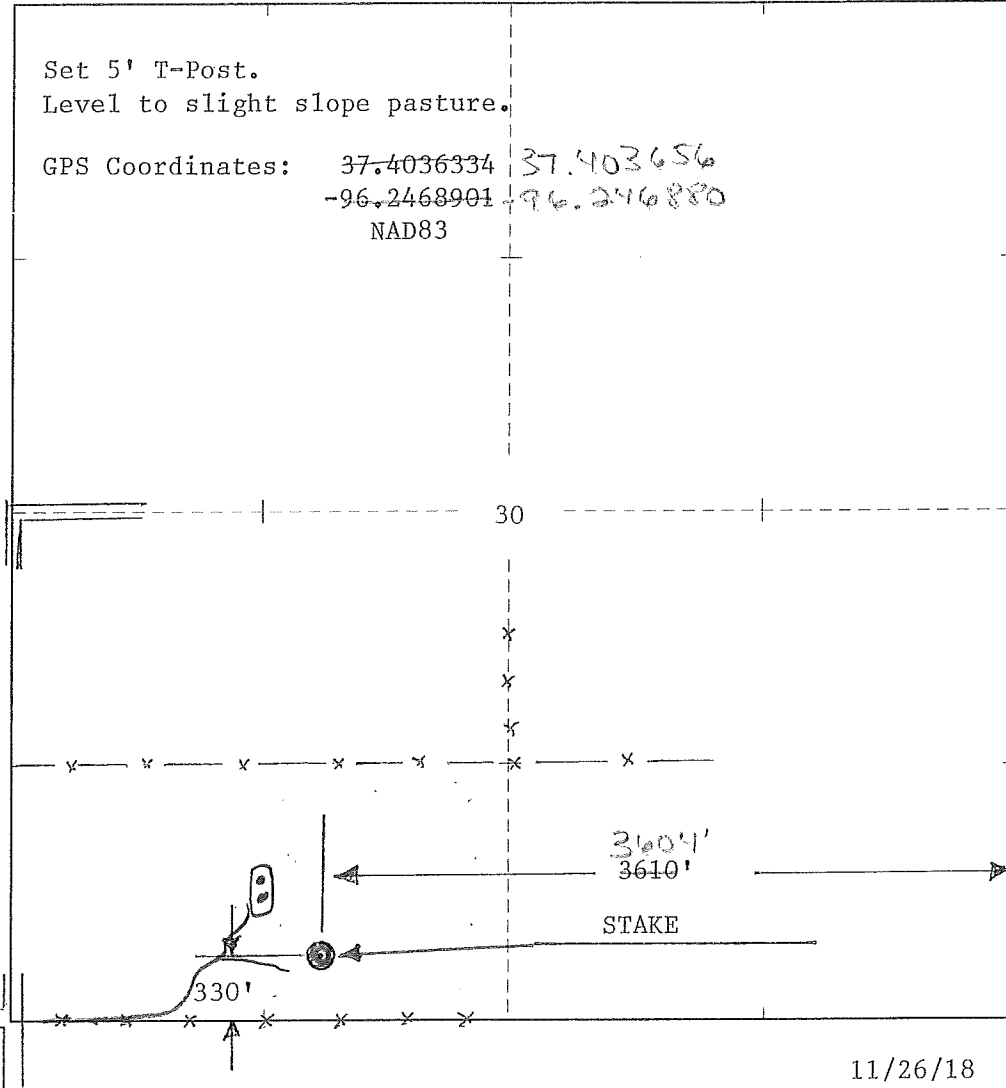 Set 5' T-Post.
Level to slight slope pasture.
GPS Coordinates: 37.4036334 37.403656
-96.2468901 -96.246880
NAD83
30
3604'
3610'
STAKE
330'
11/26/18